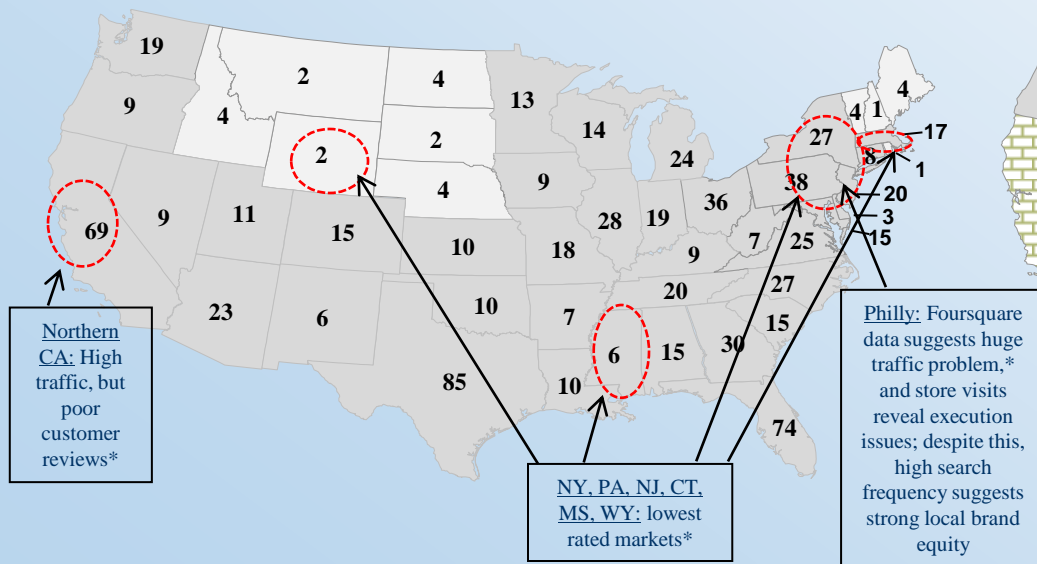 19
2
4
13
4
1
4
9
4
27
17
14
2
2
24
8
1
4
9
38
36
20
69
9
11
28
19
3
15
7
25
15
10
18
9
20
27
23
6
10
7
15
6
15
30
85
10
74
Northern
CA: High
traffic, but
poor
customer
reviews*
NY, PA, NJ, CT,
MS, WY: lowest
rated markets*
Philly: Foursquare
data suggests huge
traffic problem,*
and store visits
reveal execution
issues; despite this,
high search
frequency suggests
strong local brand
equity